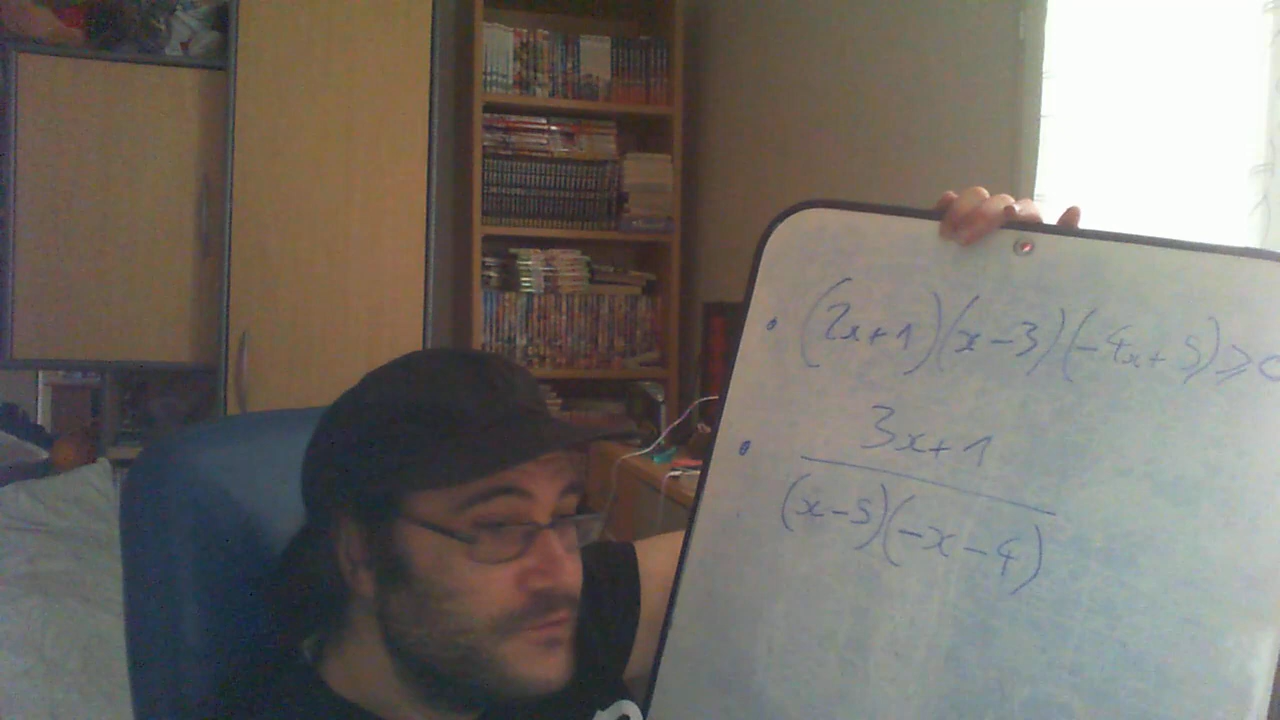 • (2x+1)(x-3)(-4x+5)⩾0
• 3x+1
(x-5)(-x-4)